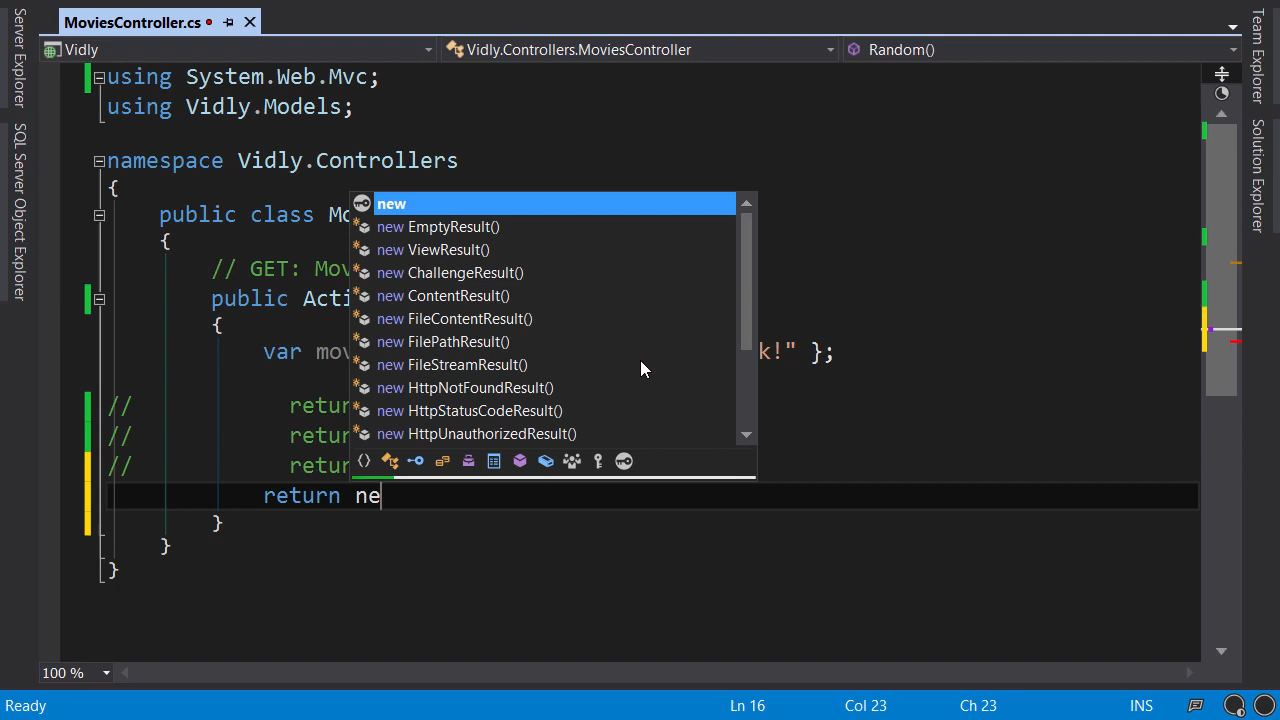 Server Explorer
SQL Server Object Explorer
MoviesController.cs
Vidly
Vidly.Controllers.MoviesController
Random()
Team Explorer
Solution Explorer
using System.Web.Mvc;
using Vidly.Models;
namespace Vidly.Controllers
{
public class Mo
{
// GET: Mov
public Acti
{
var mov k!" };
// retur
// retur
// retur
return ne
}
}
}
new
new EmptyResult()
new ViewResult()
new ChallengeResult()
new ContentResult()
new FileContentResult()
new FilePathResult()
new FileStreamResult()
new HttpNotFoundResult()
new HttpStatusCodeResult()
new HttpUnauthorizedResult()
100 %
Ready
Ln 16
Col 23
Ch 23
INS